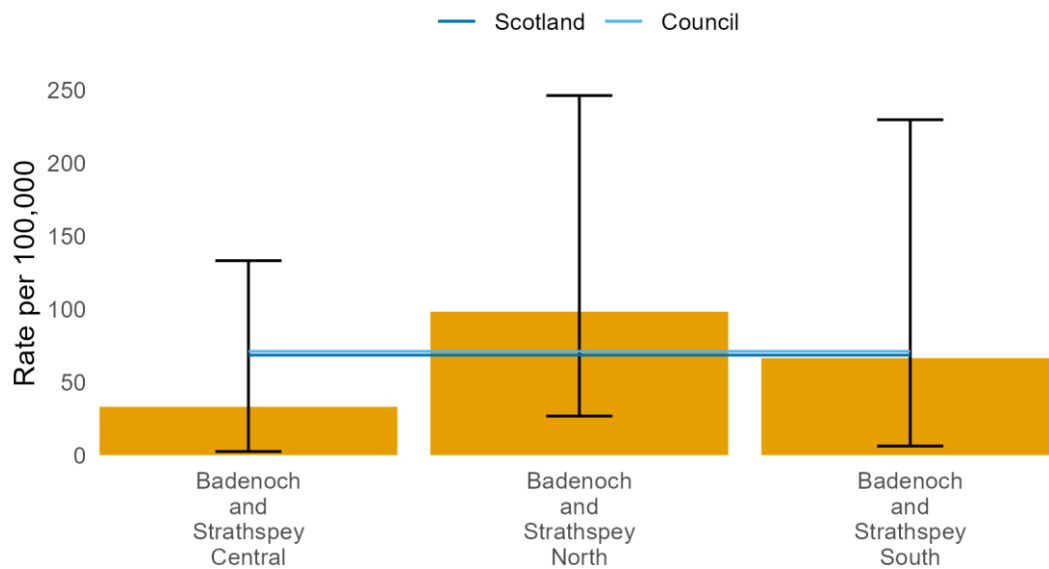 Scotland Council
Rate per 100,000
250
200
150
100
50
0
Badenoch
and
Strathspey
Central
Badenoch
and
Strathspey
North
Badenoch
and
Strathspey
South